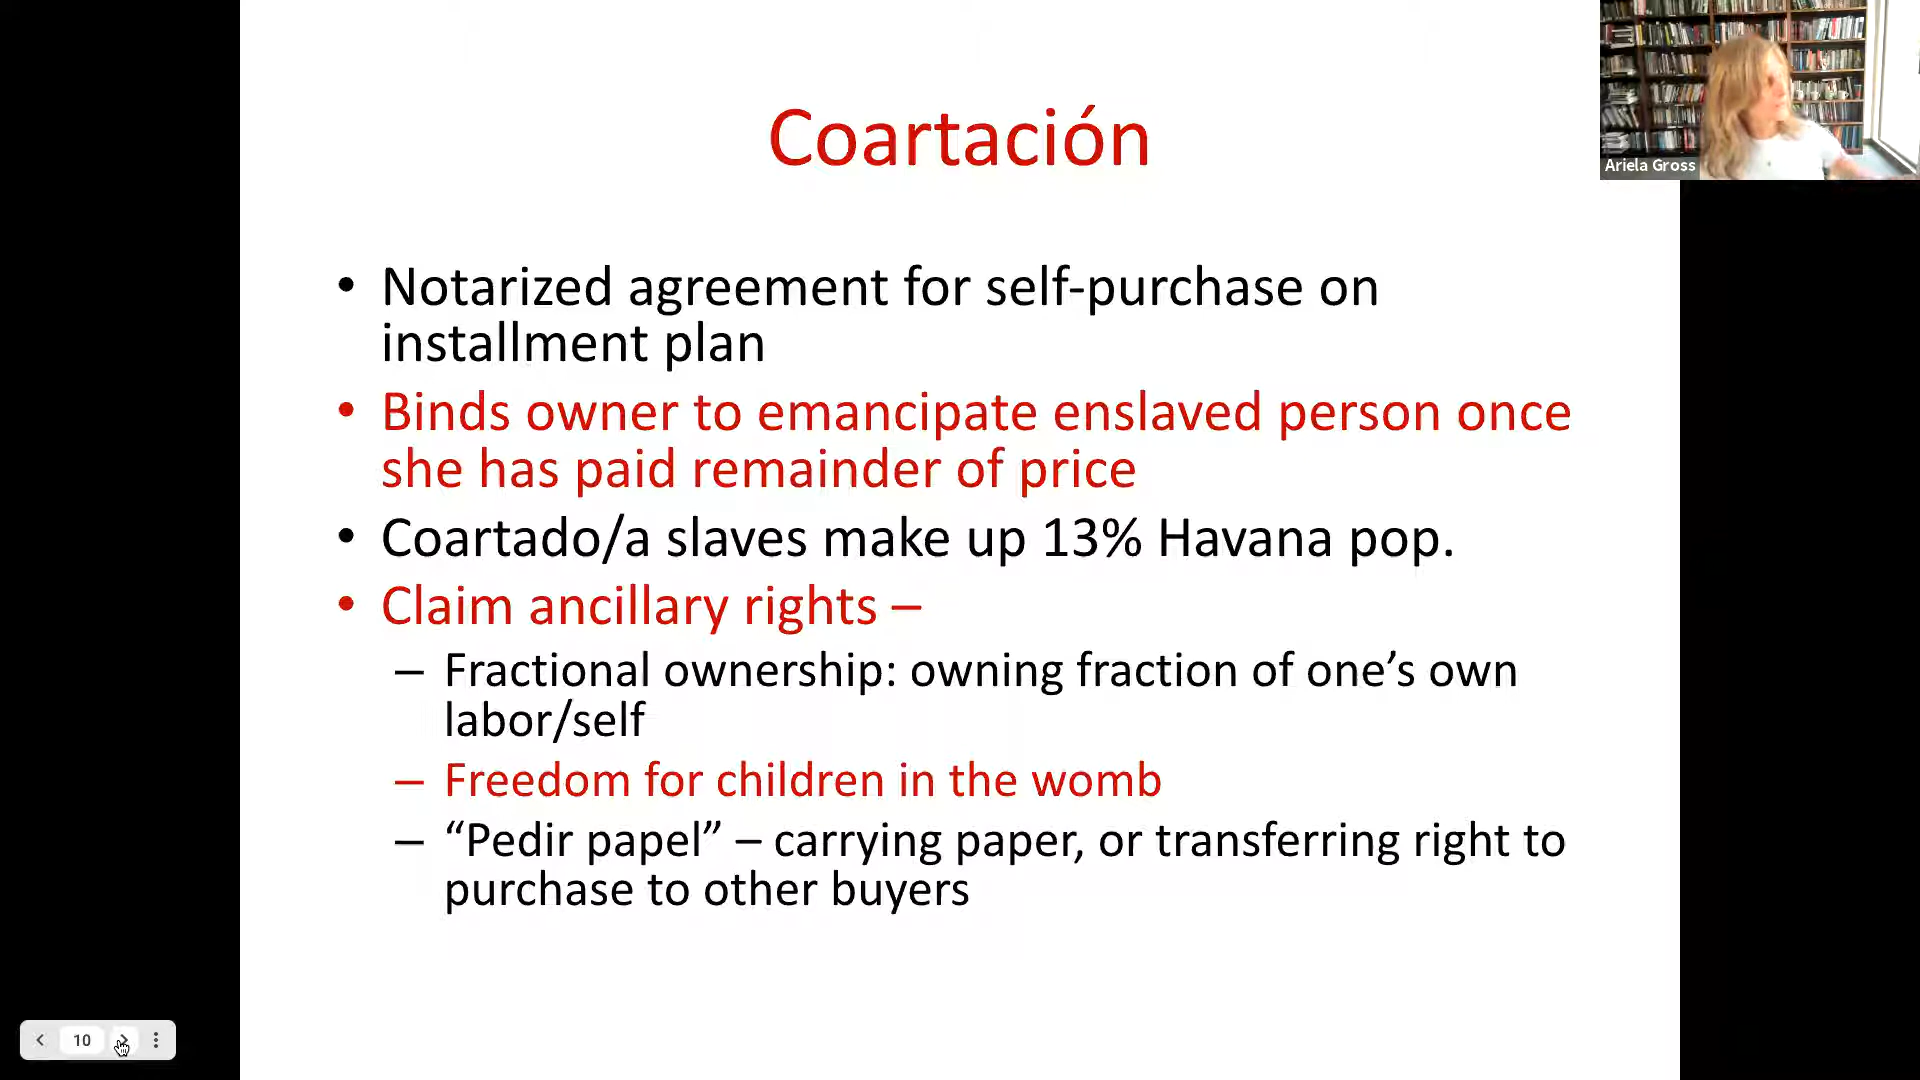 Coartación
• Notarized agreement for self-purchase on
installment plan
• Binds owner to emancipate enslaved person once
she has paid remainder of price
• Coartado/a slaves make up 13% Havana pop.
• Claim ancillary rights –
– Fractional ownership: owning fraction of one’s own
labor/self
– Freedom for children in the womb
– “Pedir papel” – carrying paper, or transferring right to
purchase to other buyers
Ariela Gross
10